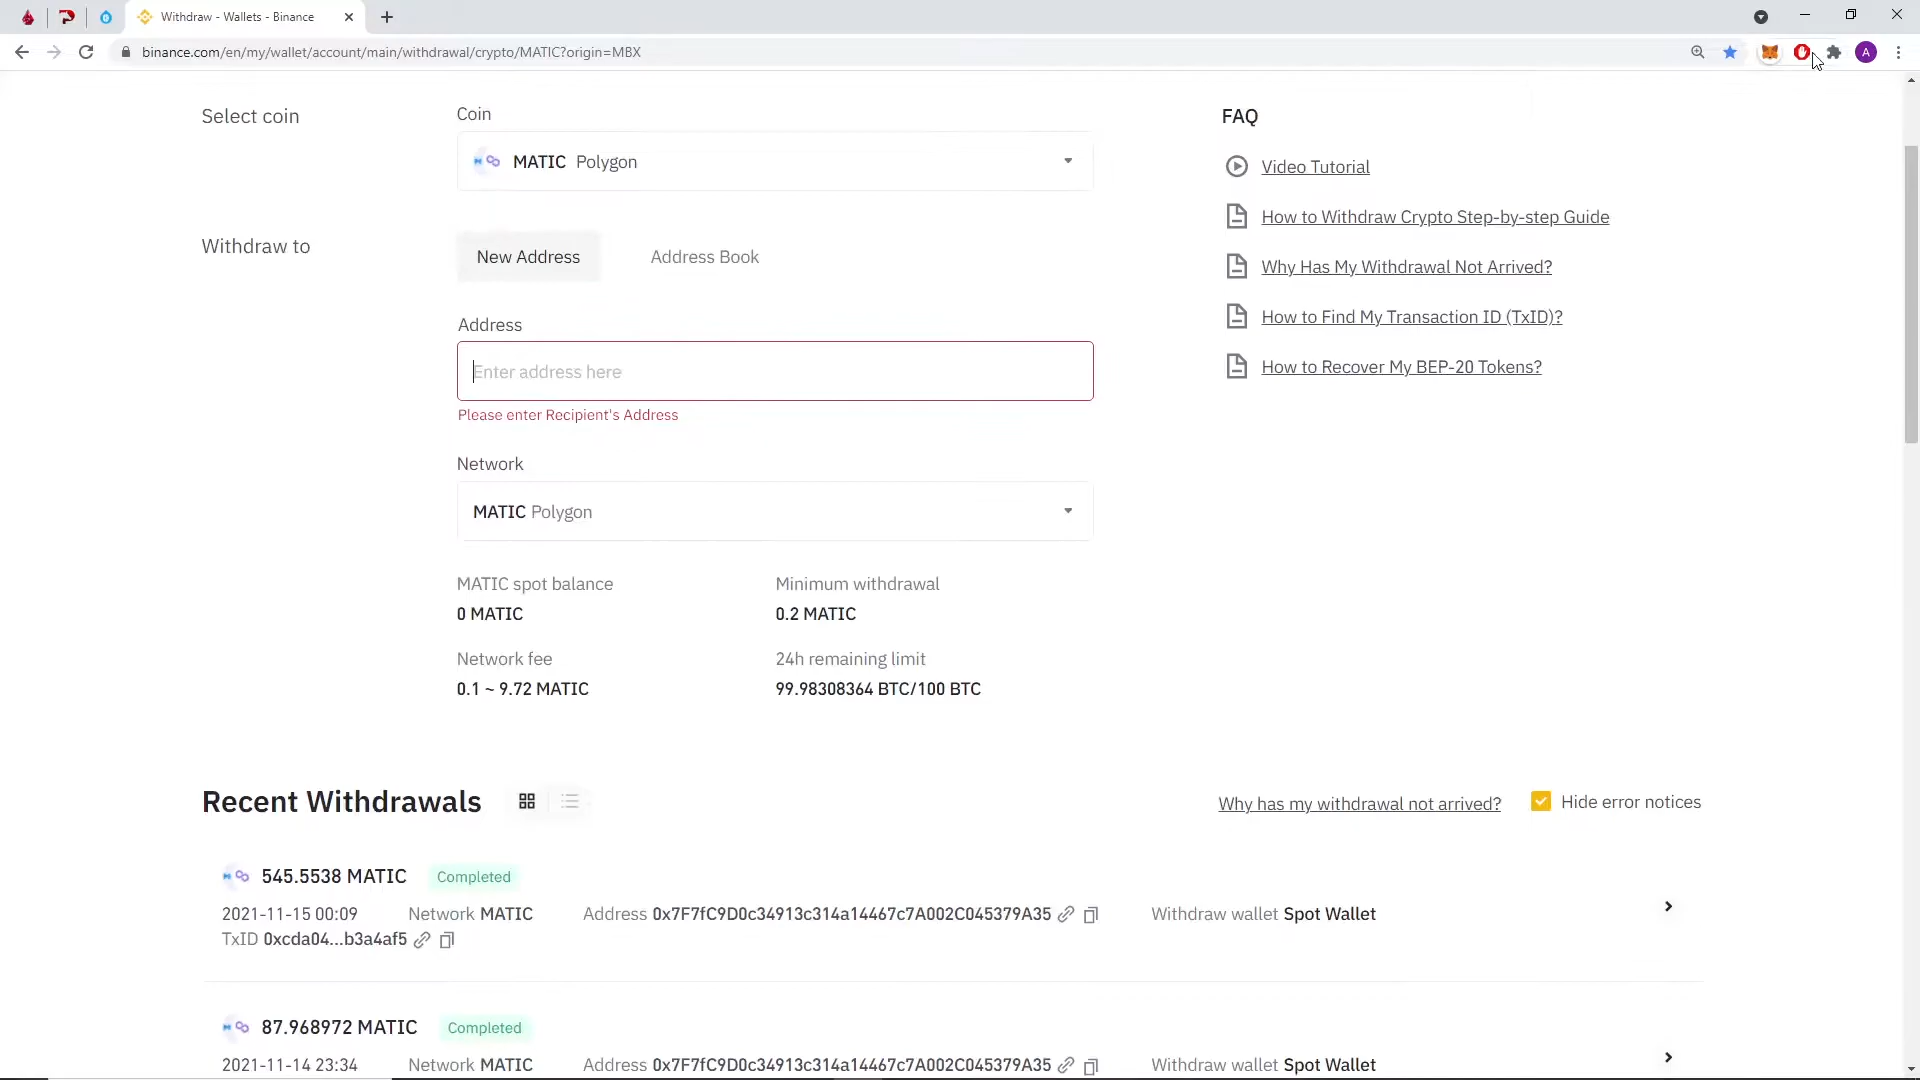 Withdraw - Wallets - Binance
binance.com/en/my/wallet/account/main/withdrawal/crypto/MATIC?origin=MBX
A
Select coin
Coin
MATIC Polygon
Withdraw to
New Address
Address Book
Address
Enter address here
Please enter Recipient's Address
Network
MATIC Polygon
MATIC spot balance
0 MATIC
Minimum withdrawal
0.2 MATIC
Network fee
0.1 ~ 9.72 MATIC
24h remaining limit
99.98308364 BTC/100 BTC
FAQ
Video Tutorial
How to Withdraw Crypto Step-by-step Guide
Why Has My Withdrawal Not Arrived?
How to Find My Transaction ID (TxID)?
How to Recover My BEP-20 Tokens?
Recent Withdrawals
Why has my withdrawal not arrived?
Hide error notices
545.5538 MATIC Completed
2021-11-15 00:09 Network MATIC Address 0x7F7fC9D0c34913c314a14467c7A002C045379A35 Withdraw wallet Spot Wallet
TxID 0xcda04...b3a4af5
87.968972 MATIC Completed
2021-11-14 23:34 Network MATIC Address 0x7F7fC9D0c34913c314a14467c7A002C045379A35 Withdraw wallet Spot Wallet